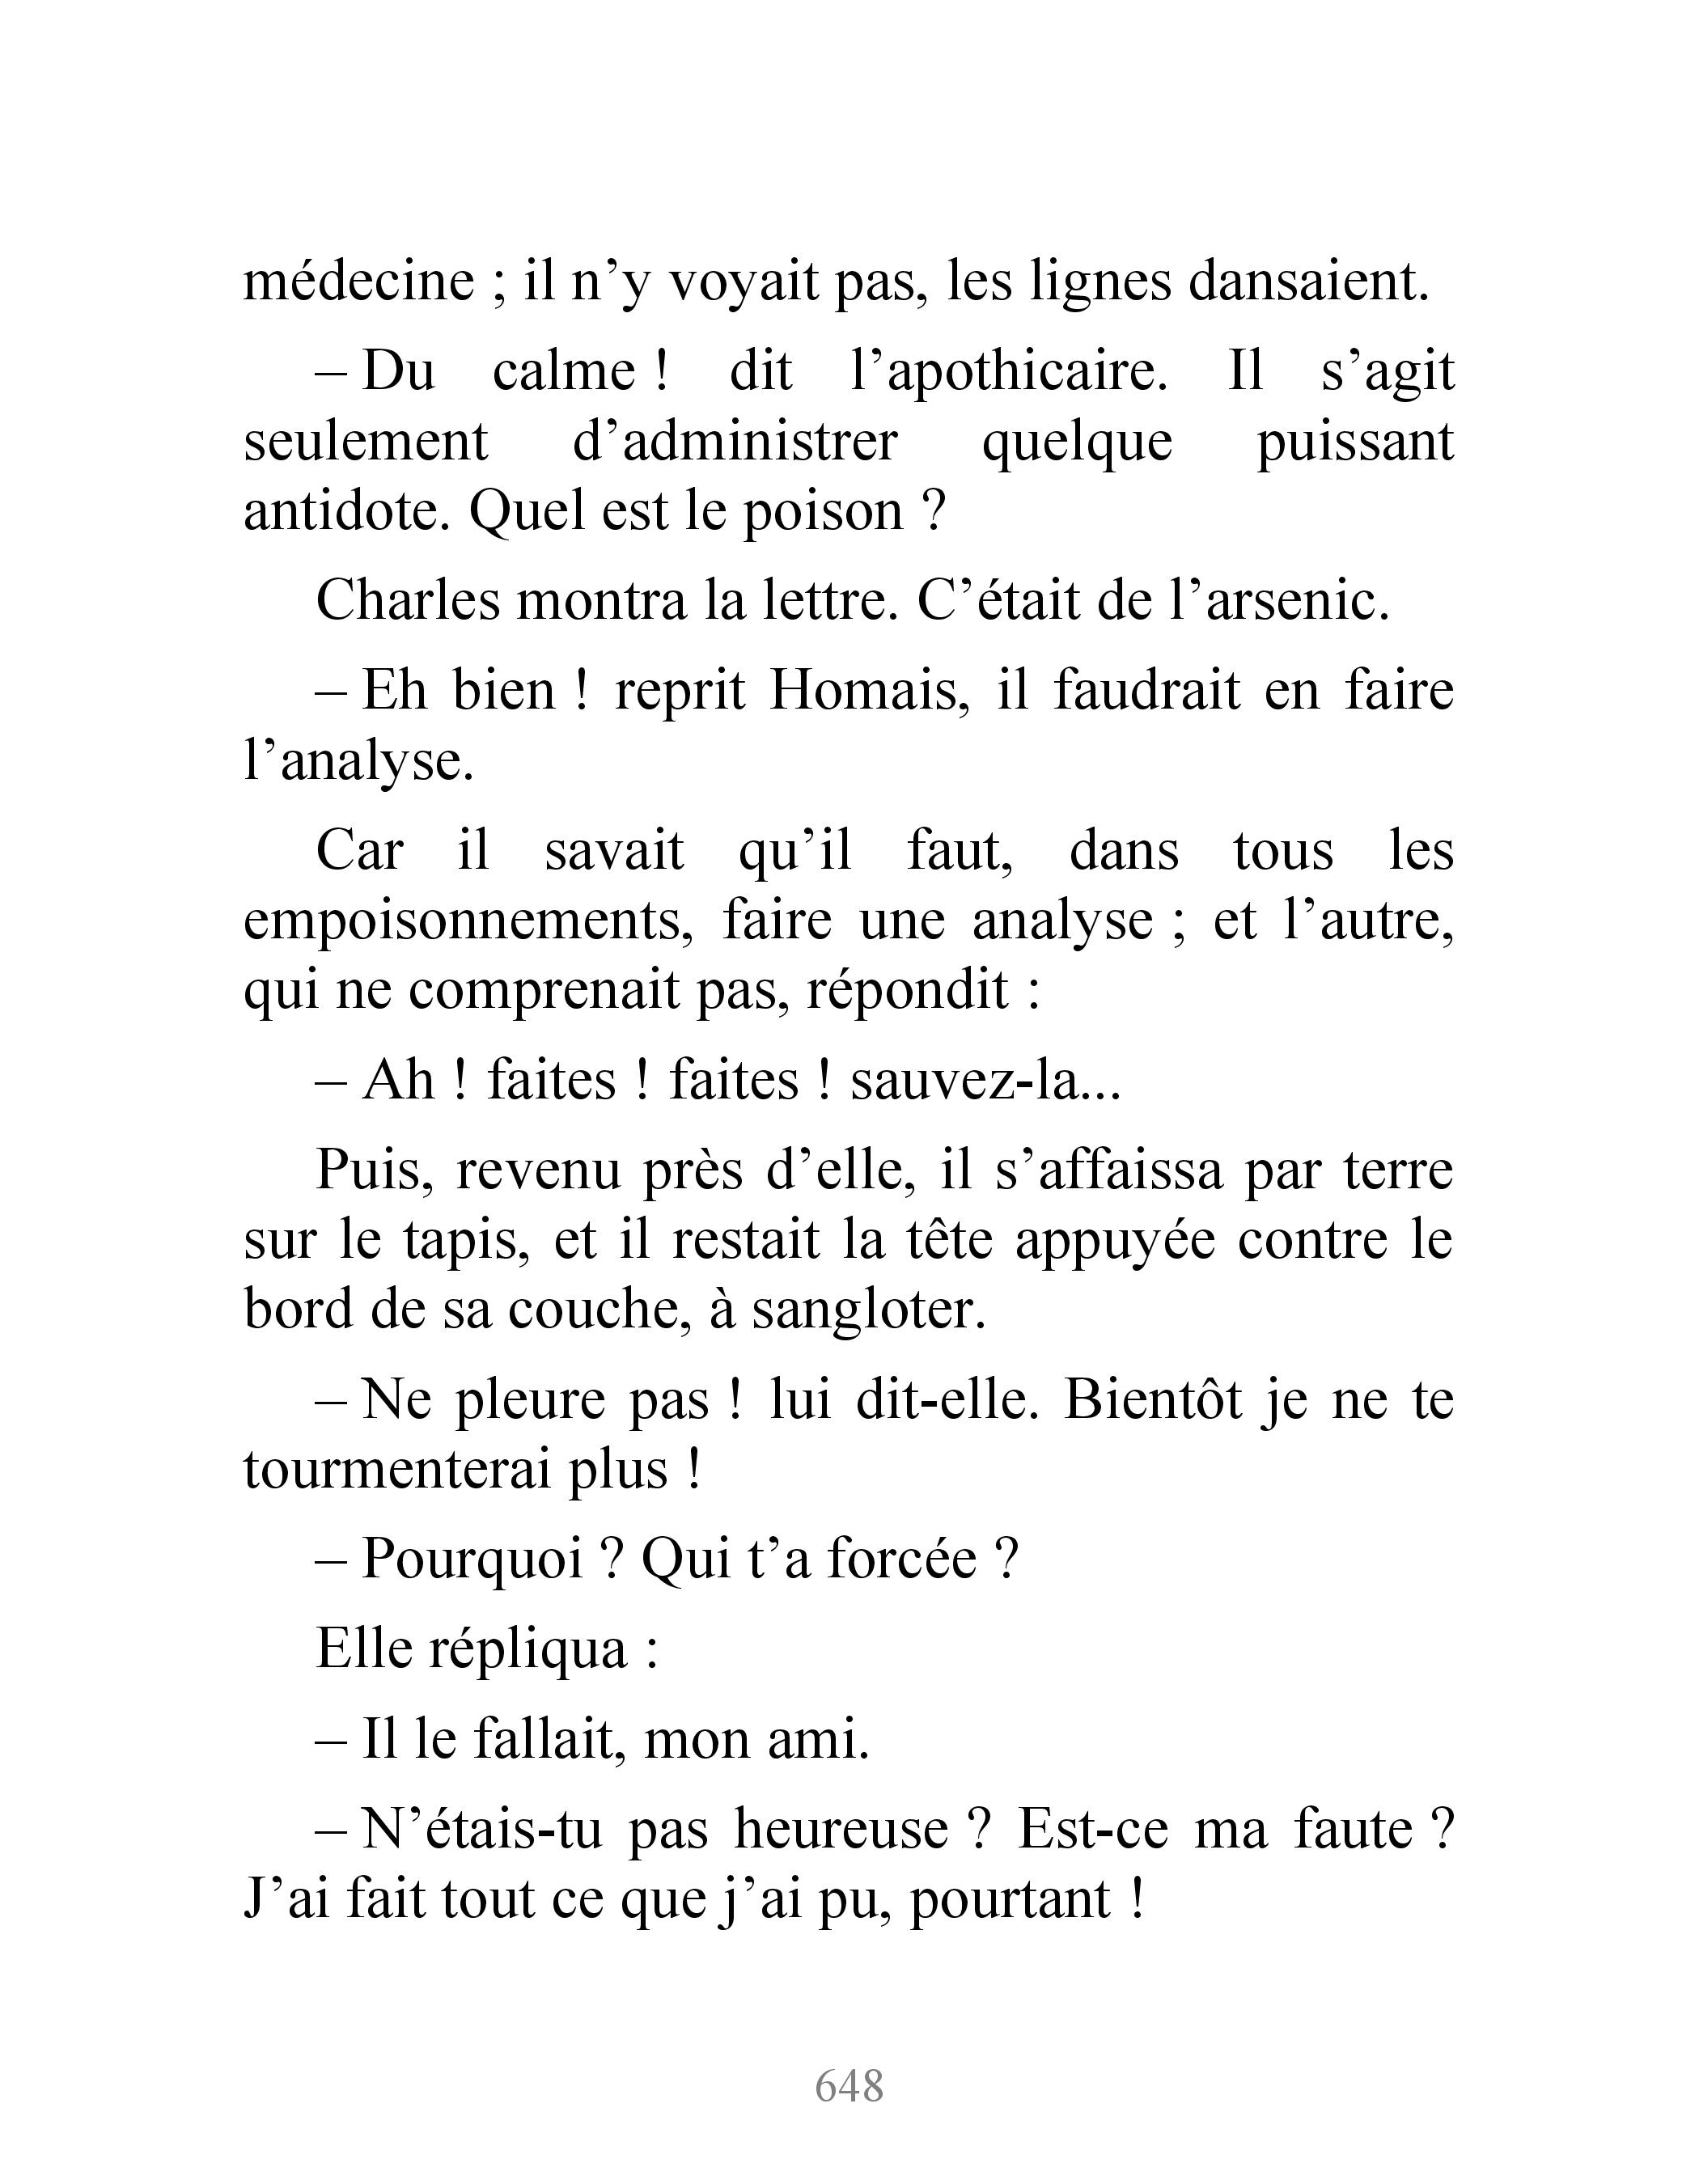 médecine ; il n’y voyait pas, les lignes dansaient.
– Du calme ! dit l’apothicaire. Il s’agit
seulement d’administrer quelque puissant
antidote. Quel est le poison ?
Charles montra la lettre. C’était de l’arsenic.
– Eh bien ! reprit Homais, il faudrait en faire
l’analyse.
Car il savait qu’il faut, dans tous les
empoisonnements, faire une analyse ; et l’autre,
qui ne comprenait pas, répondit :
– Ah ! faites ! faites ! sauvez-la...
Puis, revenu près d’elle, il s’affaissa par terre
sur le tapis, et il restait la tête appuyée contre le
bord de sa couche, à sangloter.
– Ne pleure pas ! lui dit-elle. Bientôt je ne te
tourmenterai plus !
– Pourquoi ? Qui t’a forcée ?
Elle répliqua :
– Il le fallait, mon ami.
– N’étais-tu pas heureuse ? Est-ce ma faute ?
J’ai fait tout ce que j’ai pu, pourtant !
648